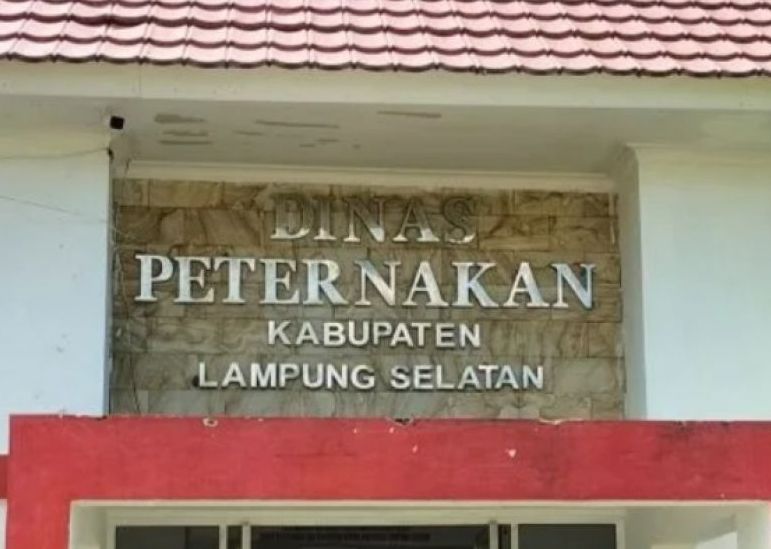 DINAS
PETERNAKAN
KABUPATEN
LAMPUNG SELATAN